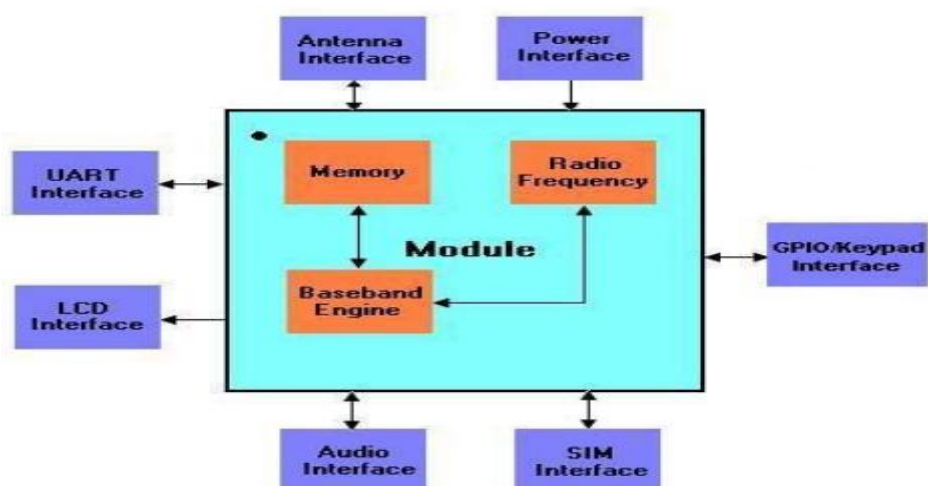 Antenna
Interface
Power
Interface
UART
Interface
Memory
Radio
Frequency
Module
GPIO/Keypad
Interface
Baseband
Engine
LCD
Interface
Audio
Interface
SIM
Interface